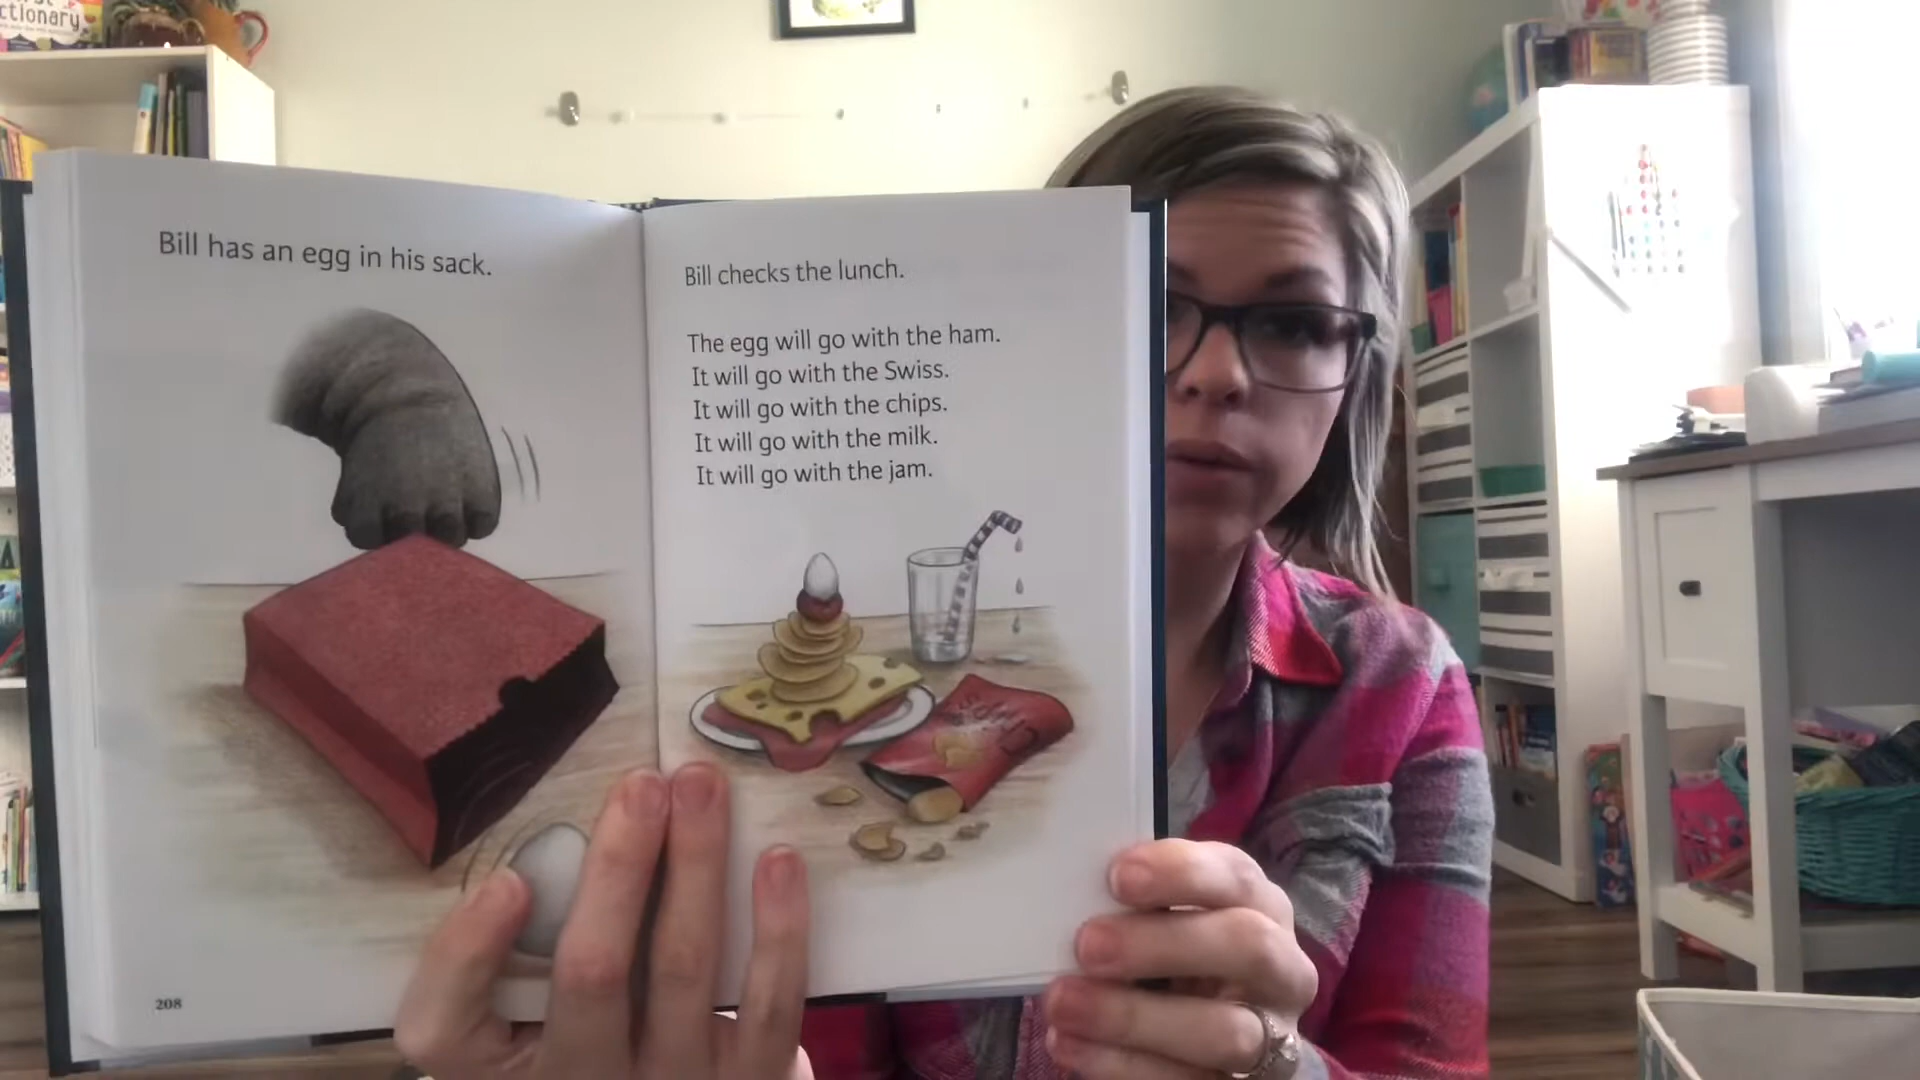 ctionary
Bill has an egg in his sack.
208
Bill checks the lunch.
The egg will go with the ham.
It will go with the Swiss.
It will go with the chips.
It will go with the milk.
It will go with the jam.
Chips